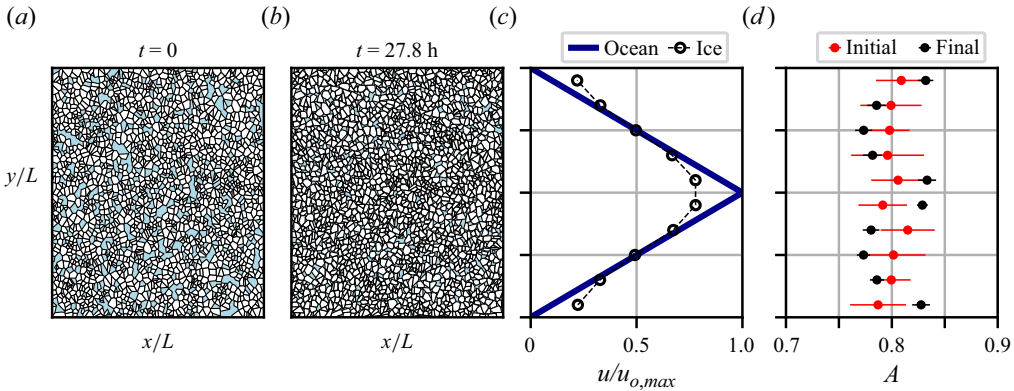 (a)
(b)
(c)
(d)
t = 0
t = 27.8 h
Ocean
Ice
Initial
Final
y/L
x/L
x/L
0
0.5
1.0
u/u_{o,max}
0.7
0.8
0.9
A